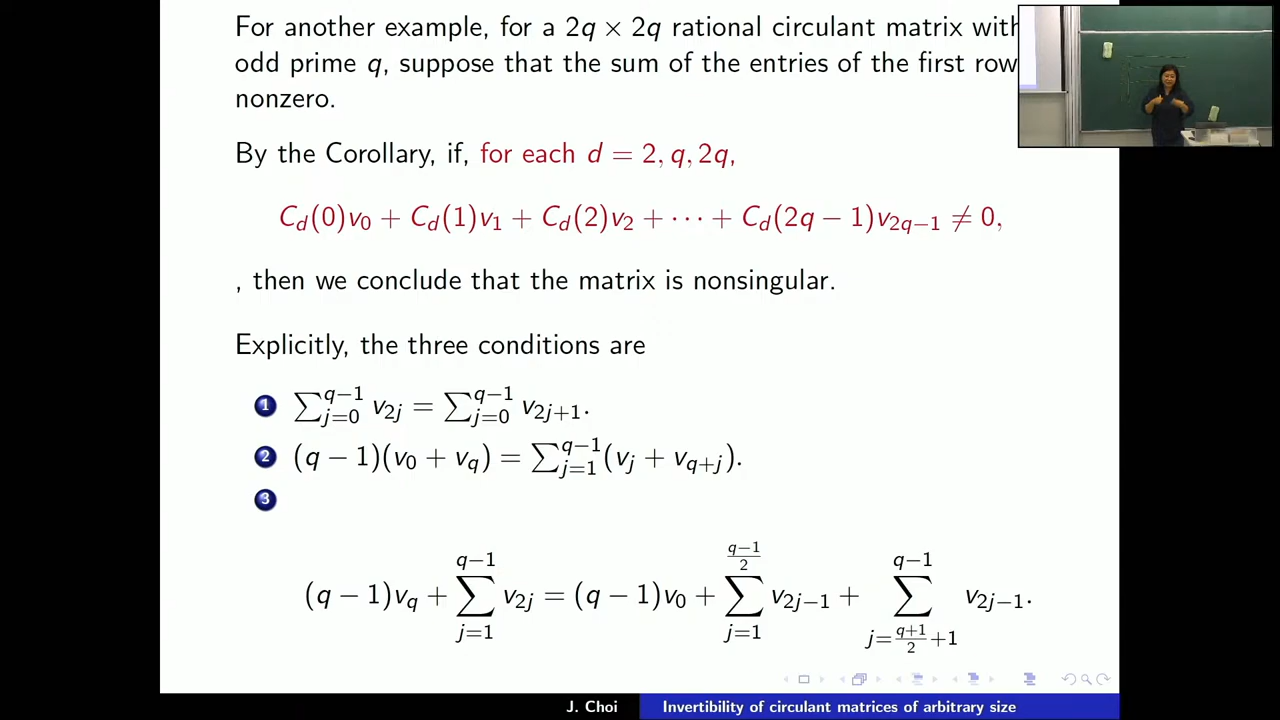 For another example, for a 2q × 2q rational circulant matrix with
odd prime q, suppose that the sum of the entries of the first row
nonzero.
By the Corollary, if, for each d = 2, q, 2q,
C_d(0)v_0 + C_d(1)v_1 + C_d(2)v_2 + ··· + C_d(2q − 1)v_{2q−1} ≠ 0,
, then we conclude that the matrix is nonsingular.
Explicitly, the three conditions are
1 ∑_{j=0}^{q−1} v_{2j} = ∑_{j=0}^{q−1} v_{2j+1}.
2 (q − 1)(v_0 + v_q) = ∑_{j=1}^{q−1}(v_j + v_{q+j}).
3
(q − 1)v_q + ∑_{j=1}^{q−1} v_{2j} = (q − 1)v_0 + ∑_{j=1}^{\frac{q−1}{2}} v_{2j−1} + ∑_{j=\frac{q+1}{2}+1}^{q−1} v_{2j−1}.
J. Choi Invertibility of circulant matrices of arbitrary size